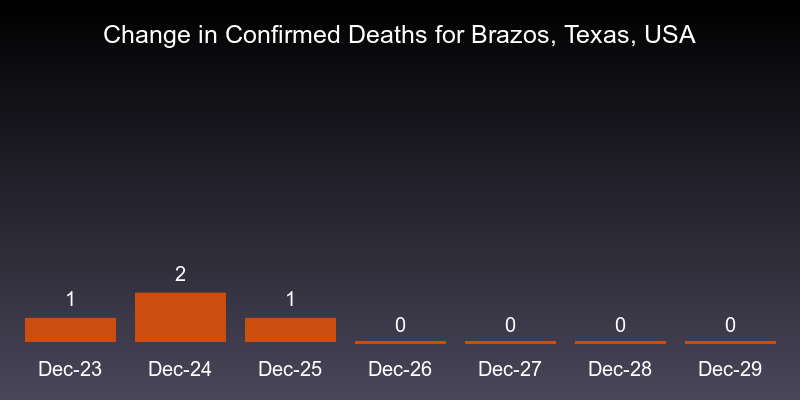 Change in Confirmed Deaths for Brazos, Texas, USA
1 2 1 0 0 0 0
Dec-23 Dec-24 Dec-25 Dec-26 Dec-27 Dec-28 Dec-29